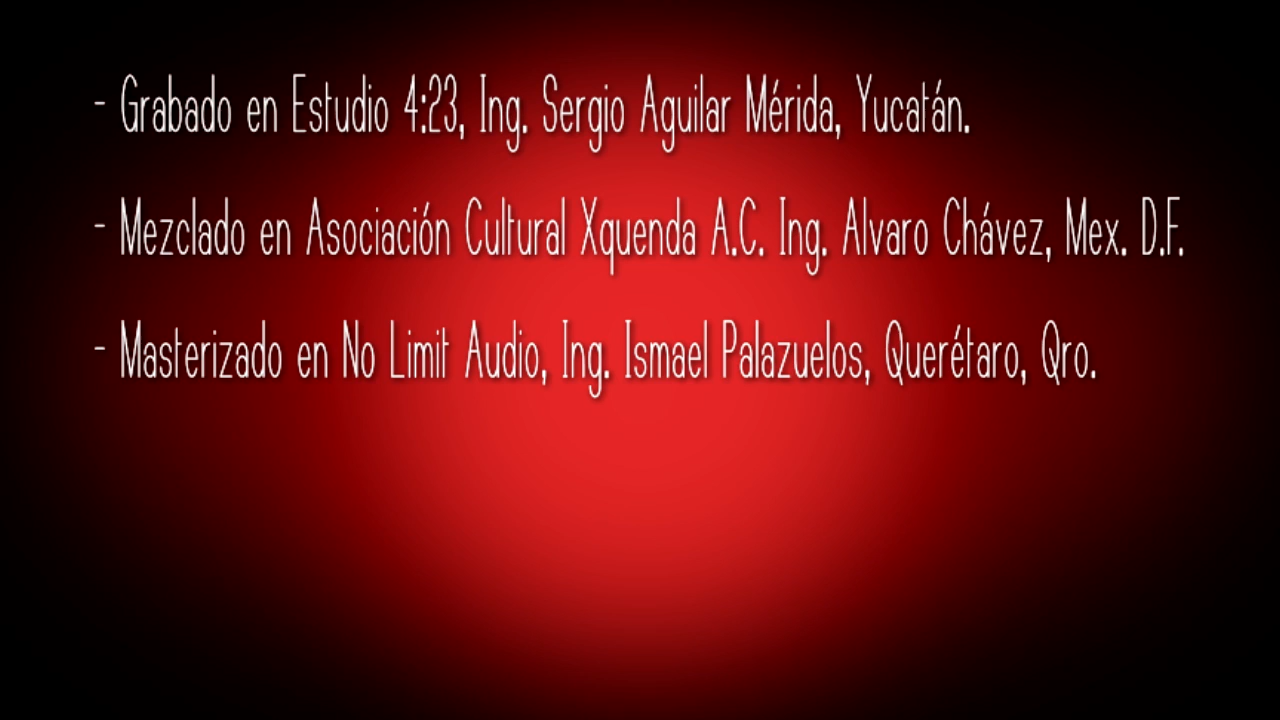 - Grabado en Estudio 4:23, Ing. Sergio Aguilar Mérida, Yucatán.
- Mezclado en Asociación Cultural Xquenda A.C. Ing. Alvaro Chávez, Mex. D.F.
- Masterizado en No Limit Audio, Ing. Ismael Palazuelos, Querétaro, Qro.